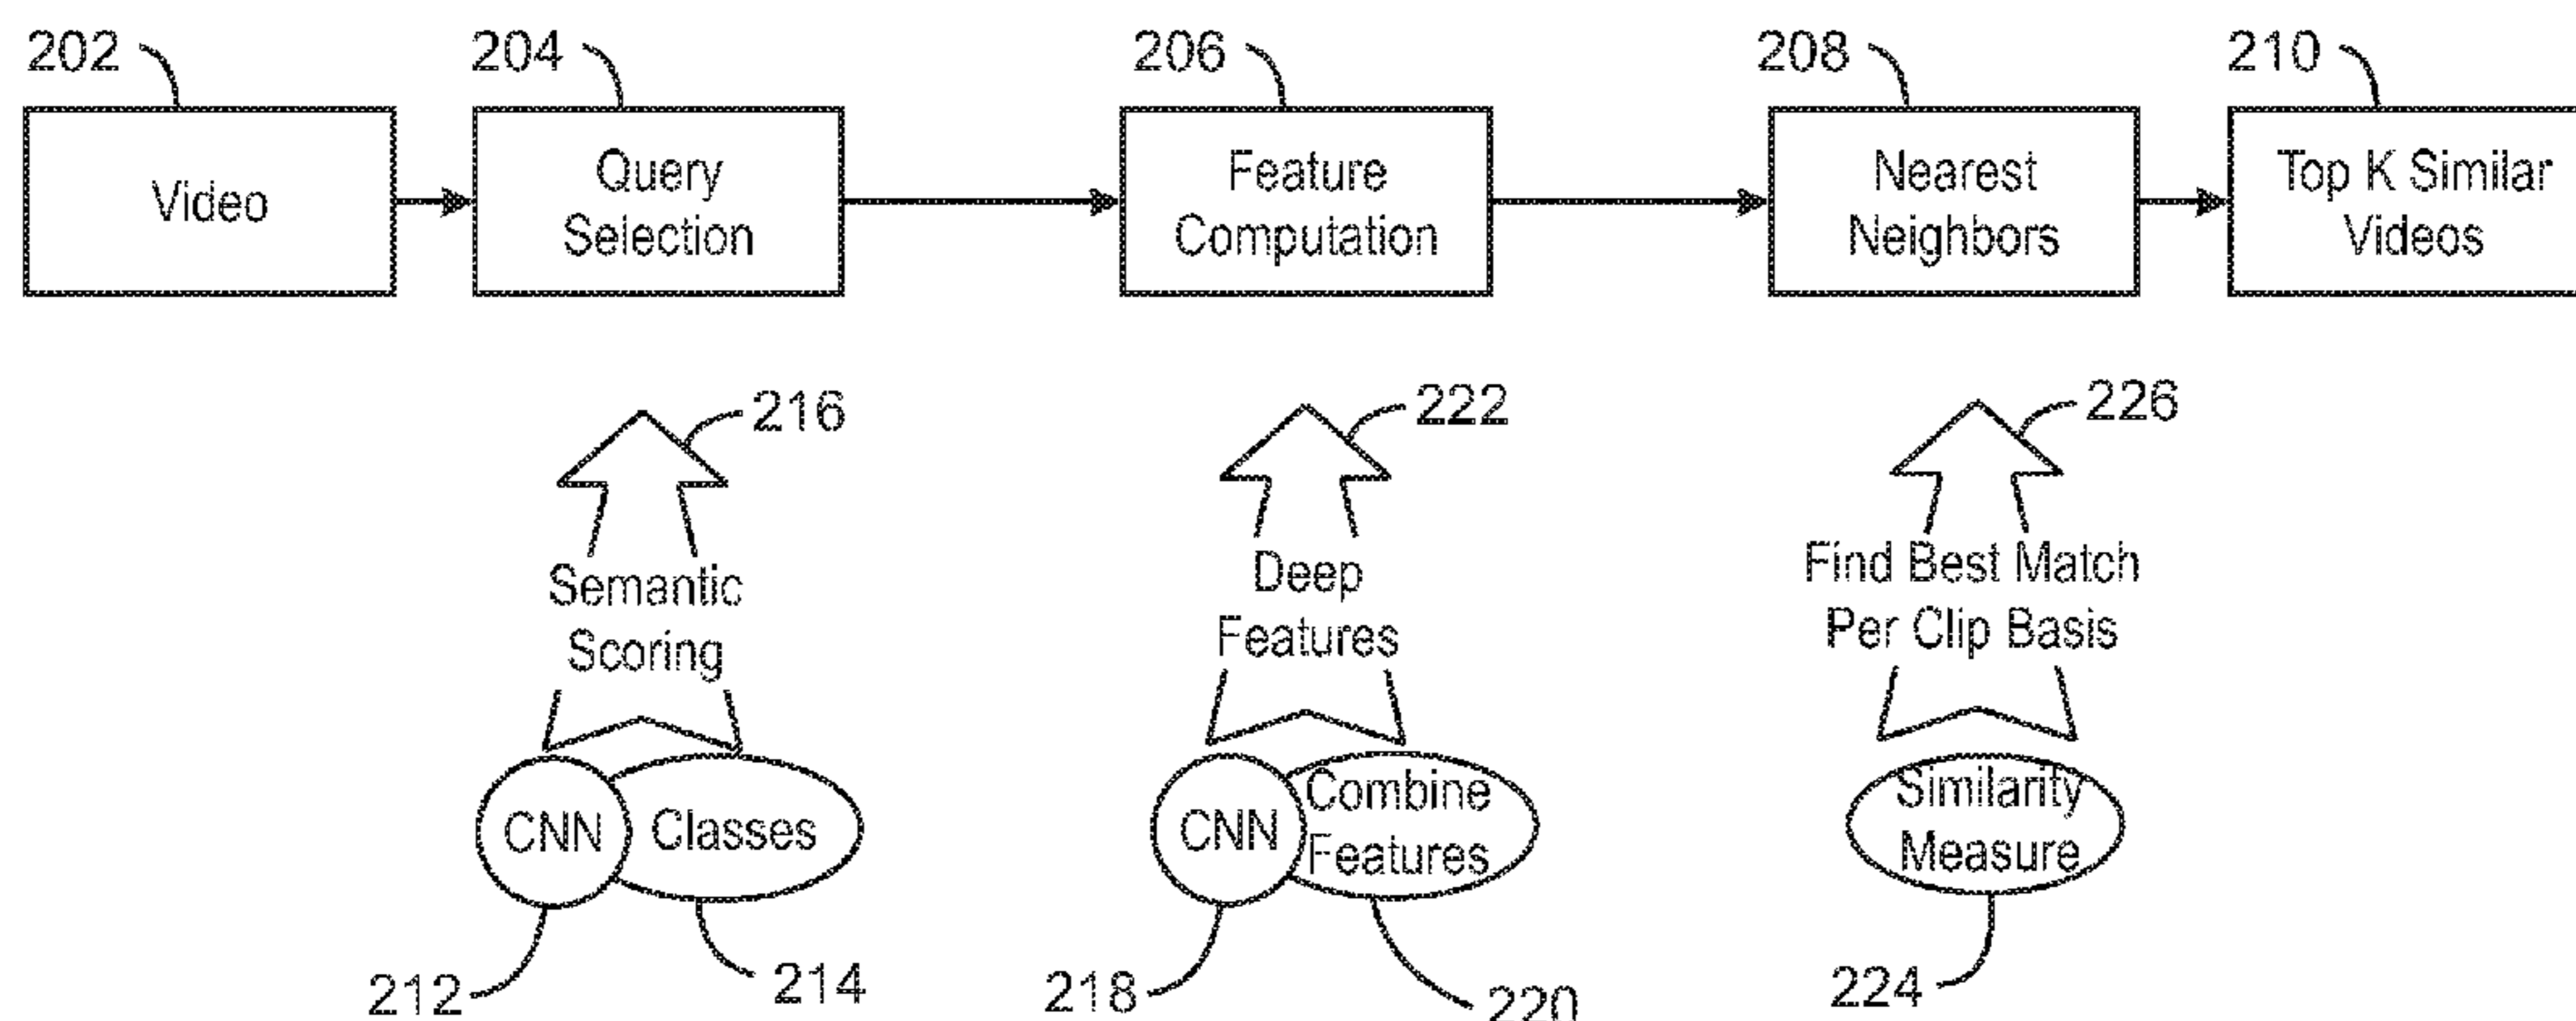 202
204
206
208
210
Video
Query
Selection
Feature
Computation
Nearest
Neighbors
Top K Similar
Videos
216
222
226
Semantic
Scoring
Deep
Features
Find Best Match
Per Clip Basis
CNN
Classes
CNN
Combine
Features
Similarity
Measure
212
214
218
220
224